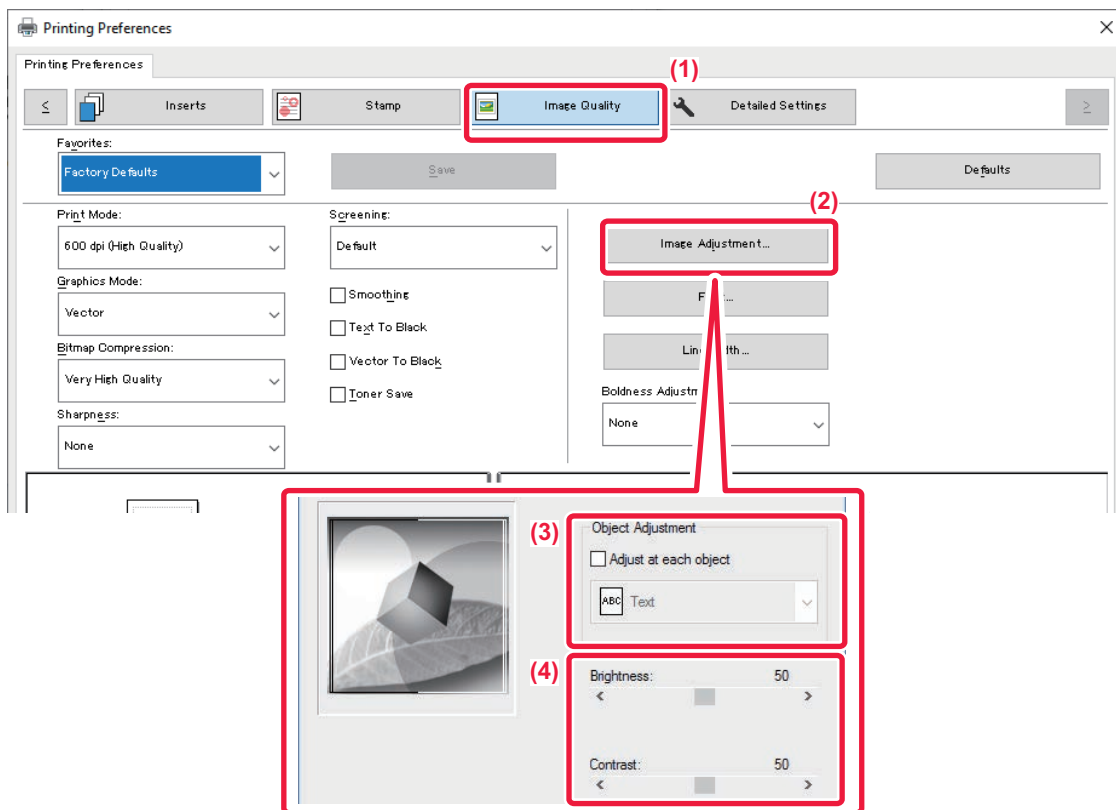 Printing Preferences
Printing Preferences
(1)
Inserts
Stamp
Image Quality
Detailed Settings
Favorites:
Factory Defaults
Save
Defaults
(2)
Print Mode:
600 dpi (High Quality)
Screening:
Default
Image Adjustment...
Graphics Mode:
Vector
Smoothing
Text To Black
Bitmap Compression:
Very High Quality
Vector To Black
Toner Save
Boldness
Sharpness:
None
None
(3)
Object Adjustment
Adjust at each object
ABC Text
(4)
Brightness: 50
Contrast: 50